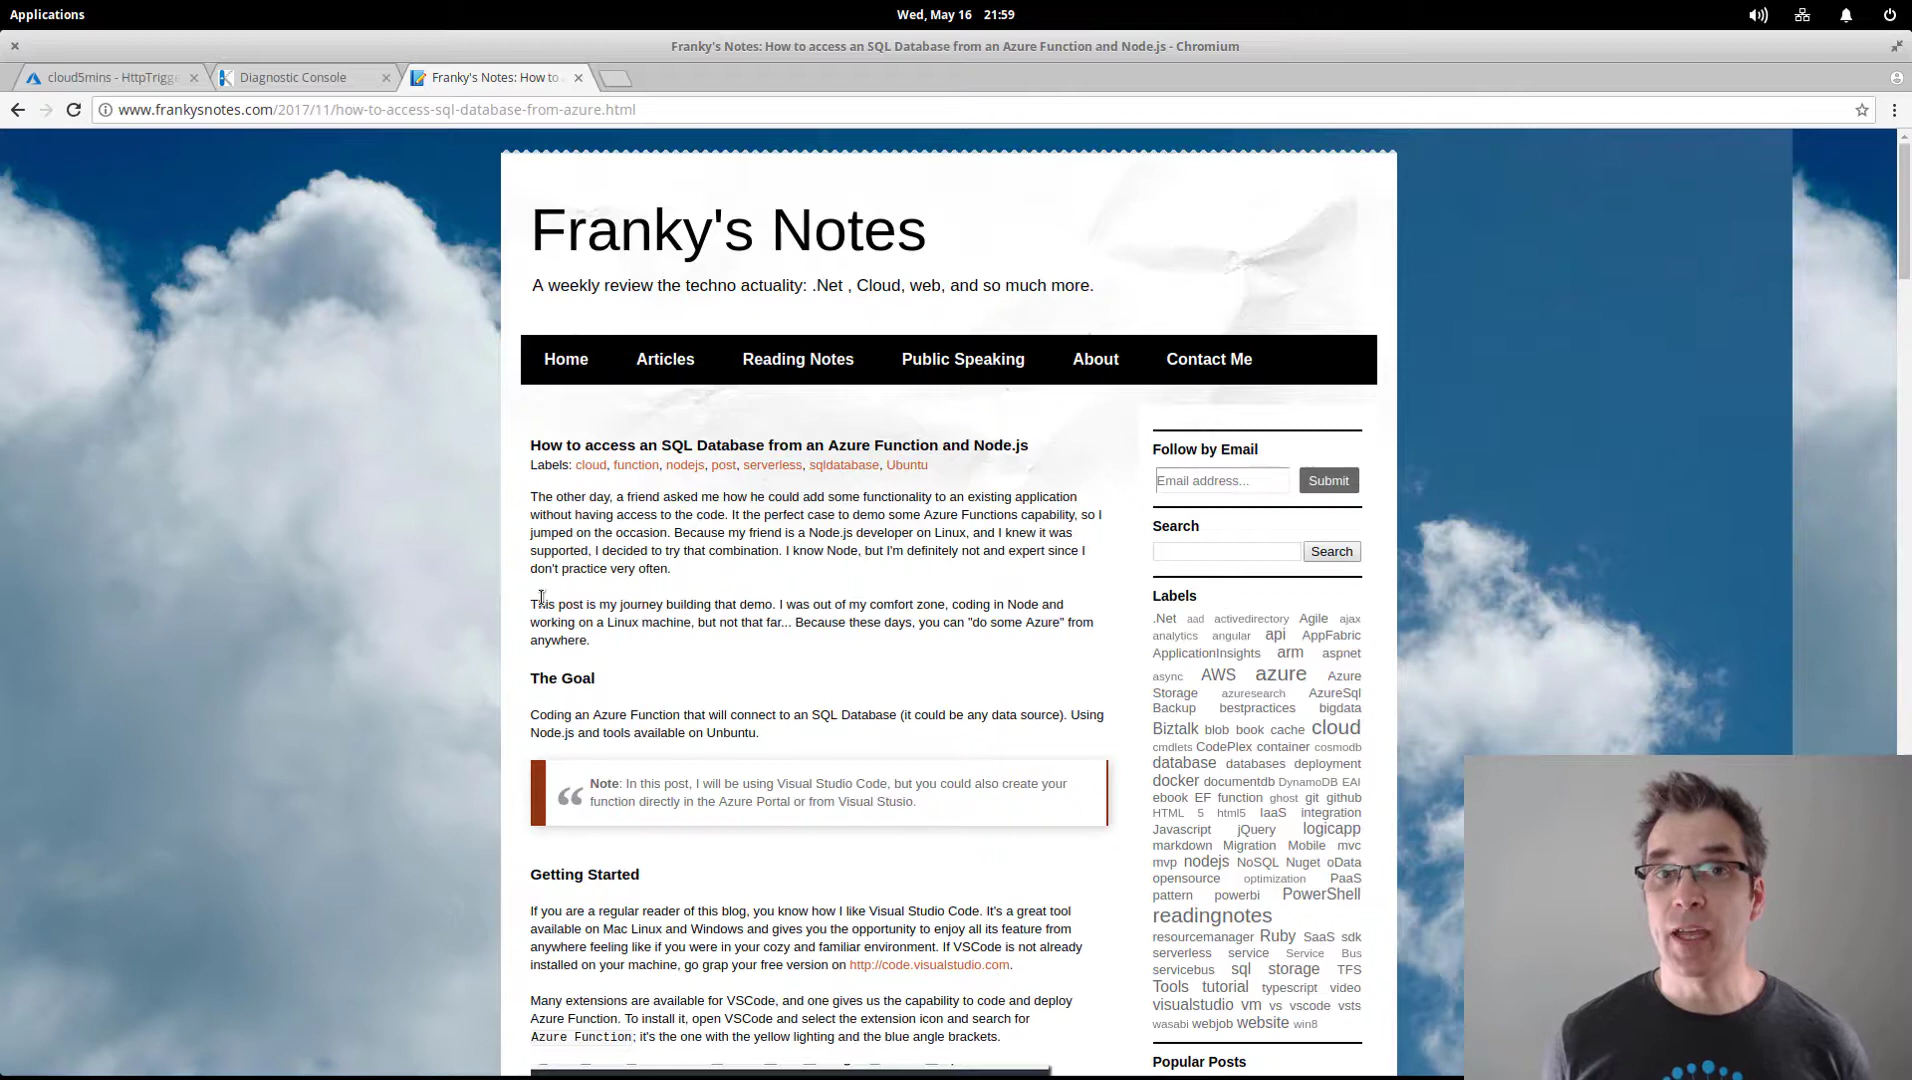 Applications
Wed, May 16 21:59
Franky's Notes: How to access an SQL Database from an Azure Function and Node.js - Chromium
cloud5mins - HttpTrigge
Diagnostic Console
Franky's Notes: How to
www.frankysnotes.com/2017/11/how-to-access-sql-database-from-azure.html
Franky's Notes
A weekly review the techno actuality: .Net , Cloud, web, and so much more.
Home Articles Reading Notes Public Speaking About Contact Me
How to access an SQL Database from an Azure Function and Node.js
Labels: cloud, function, nodejs, post, serverless, sqldatabase, Ubuntu
The other day, a friend asked me how he could add some functionality to an existing application
without having access to the code. It the perfect case to demo some Azure Functions capability, so I
jumped on the occasion. Because my friend is a Node.js developer on Linux, and I knew it was
supported, I decided to try that combination. I know Node, but I'm definitely not and expert since I
don't practice very often.
This post is my journey building that demo. I was out of my comfort zone, coding in Node and
working on a Linux machine, but not that far... Because these days, you can "do some Azure" from
anywhere.
The Goal
Coding an Azure Function that will connect to an SQL Database (it could be any data source). Using
Node.js and tools available on Unbuntu.
Note: In this post, I will be using Visual Studio Code, but you could also create your
function directly in the Azure Portal or from Visual Stusio.
Getting Started
If you are a regular reader of this blog, you know how I like Visual Studio Code. It's a great tool
available on Mac Linux and Windows and gives you the opportunity to enjoy all its feature from
anywhere feeling like if you were in your cozy and familiar environment. If VSCode is not already
installed on your machine, go grap your free version on http://code.visualstudio.com.
Many extensions are available for VSCode, and one gives us the capability to code and deploy
Azure Function. To install it, open VSCode and select the extension icon and search for
Azure Function; it's the one with the yellow lighting and the blue angle brackets.
Follow by Email
Email address... Submit
Search
Search
Labels
.Net aad activedirectory Agile ajax
analytics angular api AppFabric
ApplicationInsights arm aspnet
async AWS azure Azure
Storage azuresearch AzureSql
Backup bestpractices bigdata
Biztalk blob book cache cloud
cmdlets CodePlex container cosmodb
database databases deployment
docker documentdb DynamoDB EAI
ebook EF function ghost git github
HTML 5 html5 IaaS integration
Javascript jQuery logicapp
markdown Migration Mobile mvc
mvp nodejs NoSQL Nuget oData
opensource optimization PaaS
pattern powerbi PowerShell
readingnotes
resourcemanager Ruby SaaS sdk
serverless service Service Bus
servicebus sql storage TFS
Tools tutorial typescript video
visualstudio vm vs vscode vsts
wasabi webjob website win8
Popular Posts